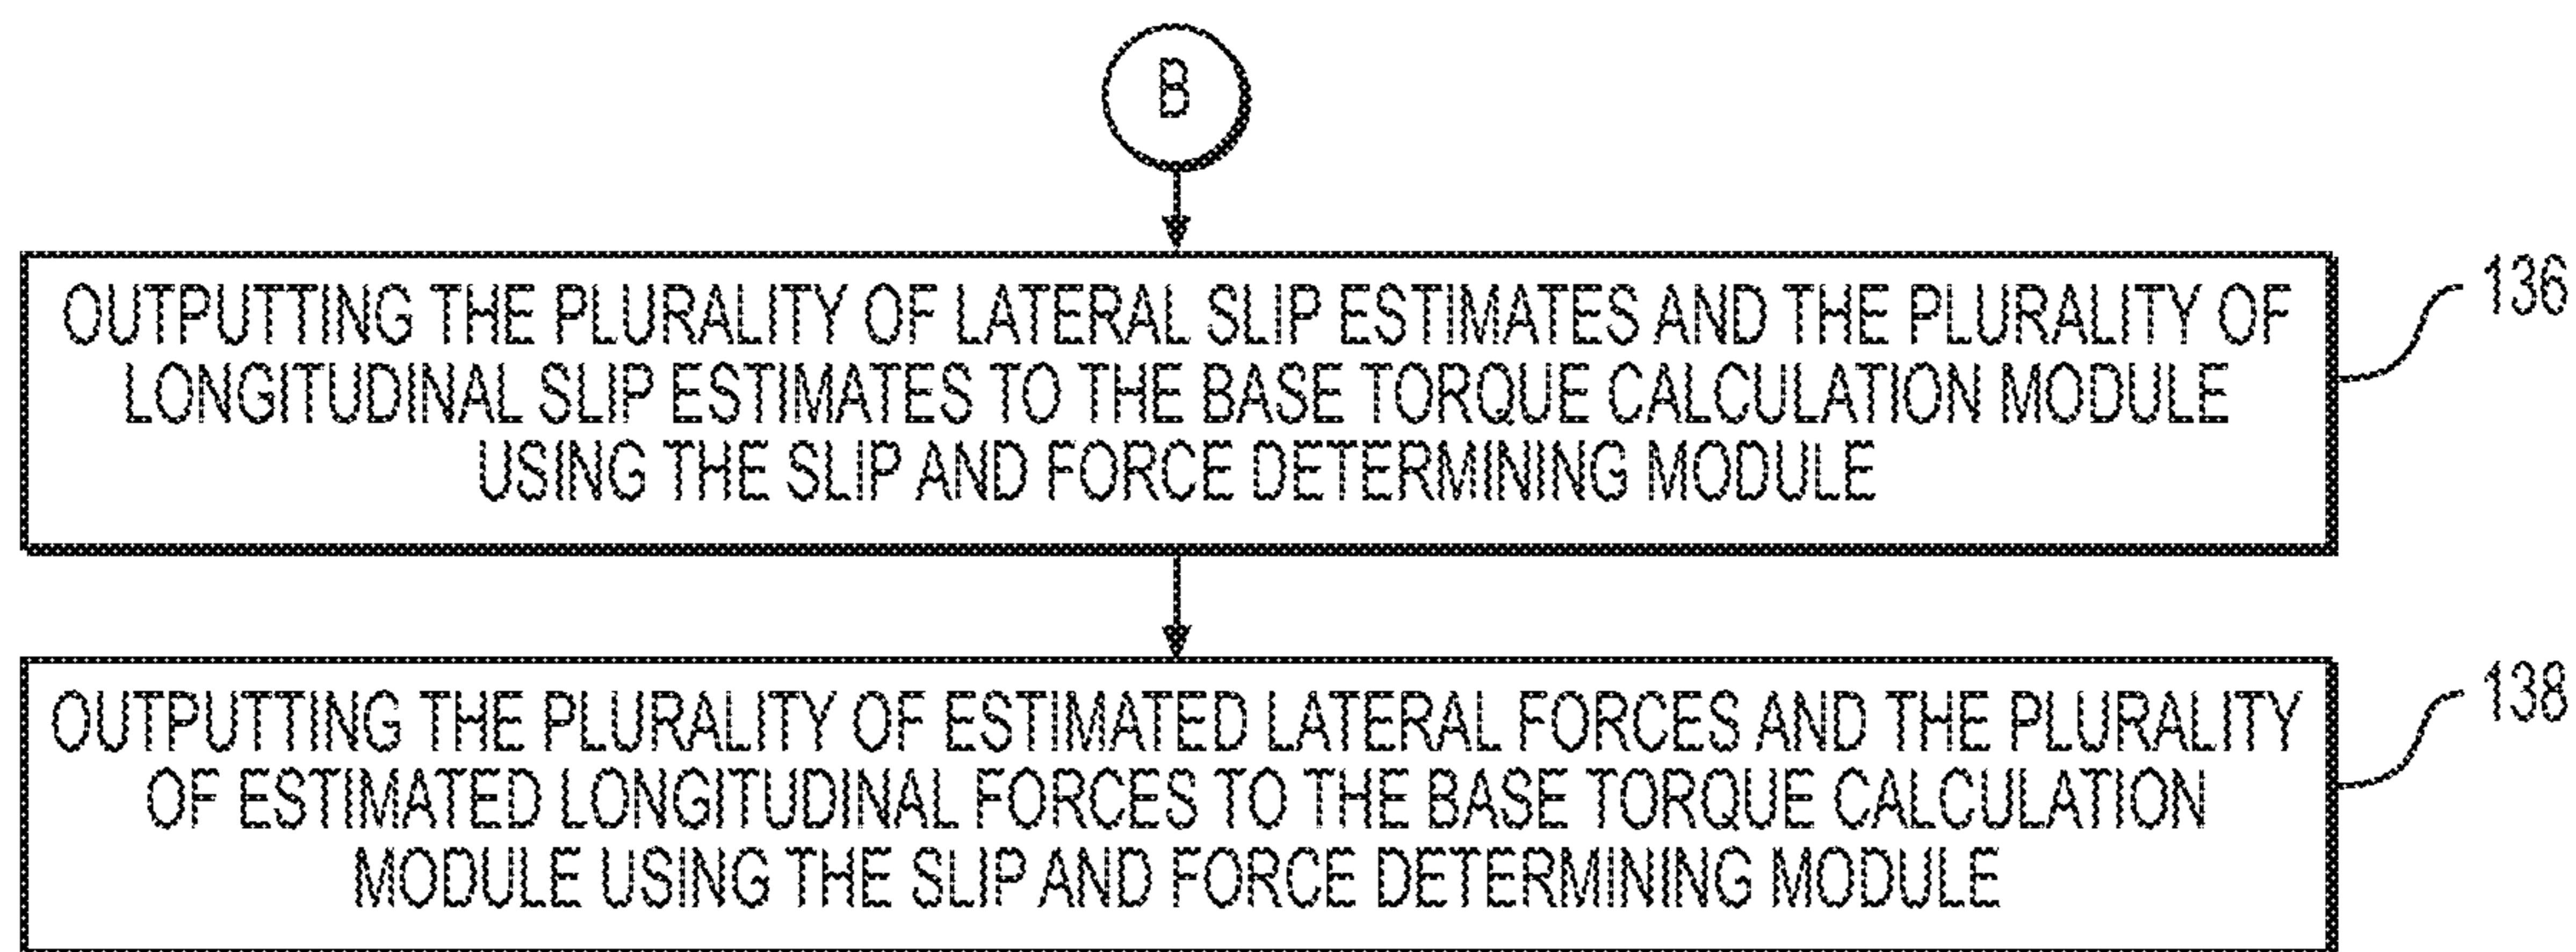 B
OUTPUTTING THE PLURALITY OF LATERAL SLIP ESTIMATES AND THE PLURALITY OF
LONGITUDINAL SLIP ESTIMATES TO THE BASE TORQUE CALCULATION MODULE
USING THE SLIP AND FORCE DETERMINING MODULE
136
OUTPUTTING THE PLURALITY OF ESTIMATED LATERAL FORCES AND THE PLURALITY
OF ESTIMATED LONGITUDINAL FORCES TO THE BASE TORQUE CALCULATION
MODULE USING THE SLIP AND FORCE DETERMINING MODULE
138